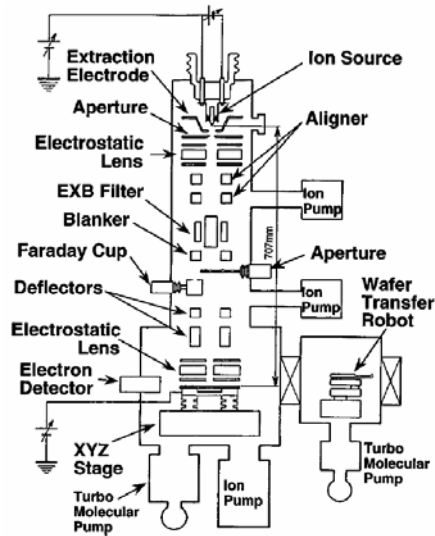 Extraction
Electrode
Ion Source
Aperture
Aligner
Electrostatic
Lens
EXB Filter
Ion
Pump
Blanker
707mm
Aperture
Faraday Cup
Wafer
Transfer
Robot
Deflectors
Ion
Pump
Electrostatic
Lens
Electron
Detector
XYZ
Stage
Turbo
Molecular
Pump
Ion
Pump
Turbo
Molecular
Pump